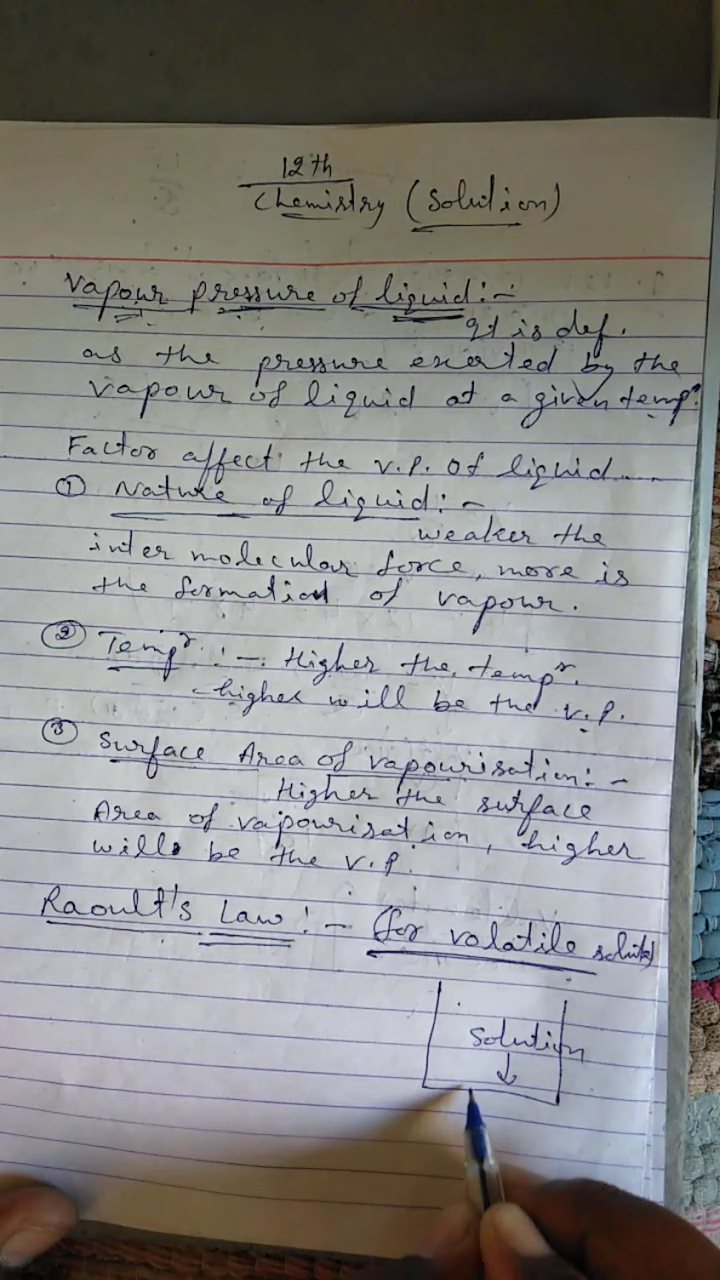 12th
Chemistry (Solution)
Vapour pressure of liquid:-
It is def.
as the pressure exerted by the
vapour of liquid at a given tempr.
Factor affect the v.p. of liquid....
① Nature of liquid:-
weaker the
inter molecular force, more is
the formation of vapour.
② Tempr :- Higher the tempr.
higher will be the v.p.
③ Surface Area of vapourisation:-
Higher the surface
Area of vapourisation, higher
will be the v.p.
Raoult's Law:- (for volatile solute)
Solution
↓